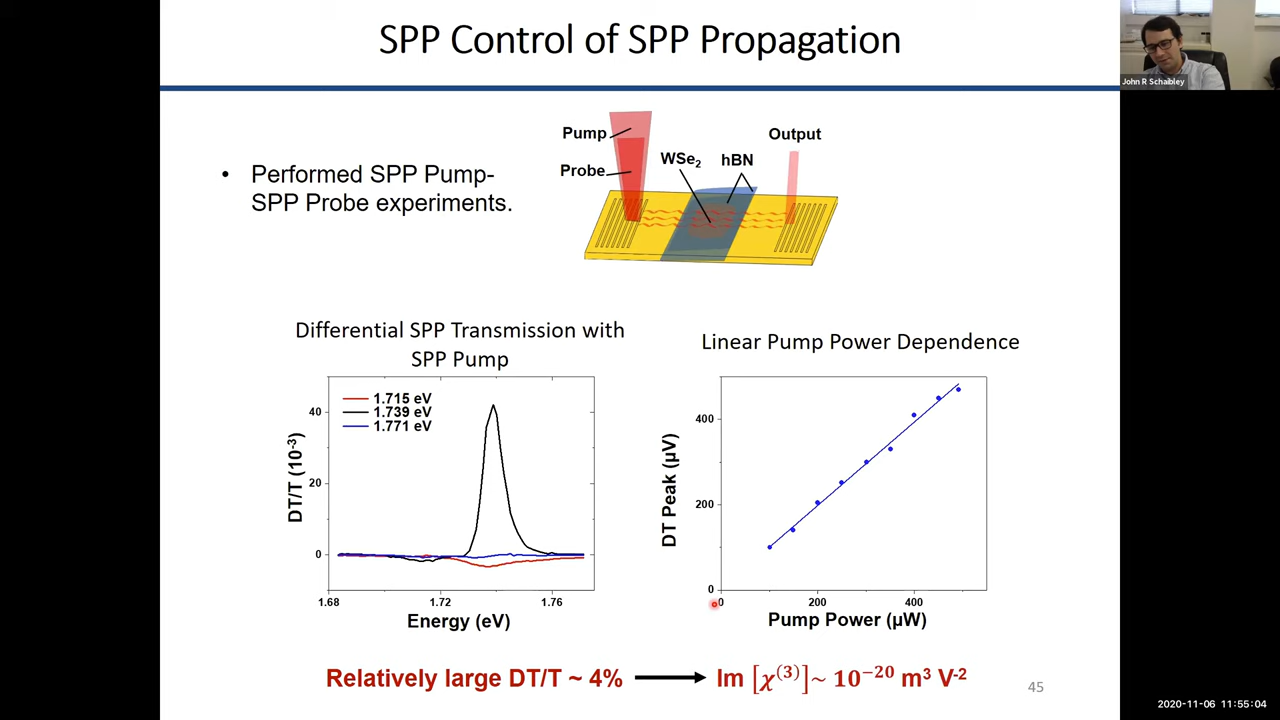 SPP Control of SPP Propagation
John R Schaibley
• Performed SPP Pump-
SPP Probe experiments.
Pump
Probe
WSe₂
hBN
Output
Differential SPP Transmission with
SPP Pump
DT/T (10⁻³)
40
20
0
1.715 eV
1.739 eV
1.771 eV
1.68
1.72
1.76
Energy (eV)
Linear Pump Power Dependence
DT Peak (µV)
400
200
0
0
200
400
Pump Power (µW)
Relatively large DT/T ~ 4%
Im [χ⁽³⁾]~ 10⁻²⁰ m³ V⁻²
45
2020-11-06 11:55:04